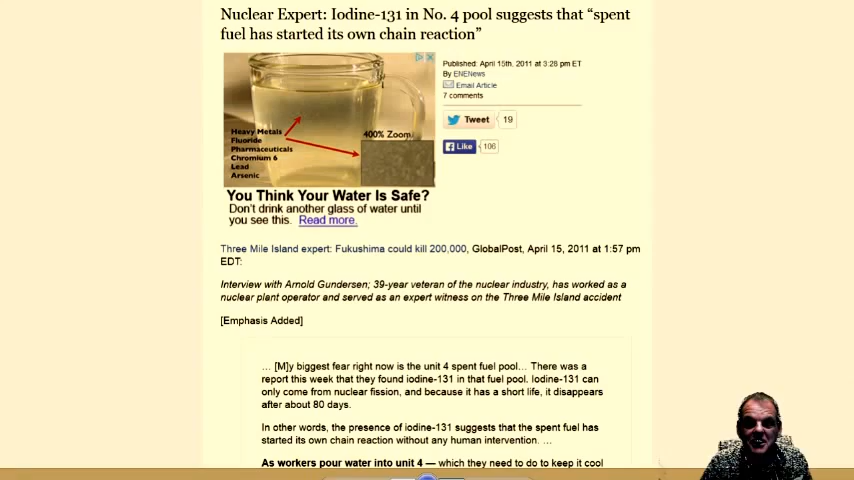 Nuclear Expert: Iodine-131 in No. 4 pool suggests that “spent
fuel has started its own chain reaction”
Heavy Metals
Fluoride
Pharmaceuticals
Chromium 6
Lead
Arsenic
400% Zoom
You Think Your Water Is Safe?
Don't drink another glass of water until
you see this. Read more.
Published: April 15th, 2011 at 3:28 pm ET
By ENENews
Email Article
7 comments
Tweet 19
Like 106
Three Mile Island expert: Fukushima could kill 200,000, GlobalPost, April 15, 2011 at 1:57 pm
EDT:
Interview with Arnold Gundersen; 39-year veteran of the nuclear industry, has worked as a
nuclear plant operator and served as an expert witness on the Three Mile Island accident
[Emphasis Added]
… [M]y biggest fear right now is the unit 4 spent fuel pool… There was a
report this week that they found iodine-131 in that fuel pool. Iodine-131 can
only come from nuclear fission, and because it has a short life, it disappears
after about 80 days.
In other words, the presence of iodine-131 suggests that the spent fuel has
started its own chain reaction without any human intervention. …
As workers pour water into unit 4 — which they need to do to keep it cool